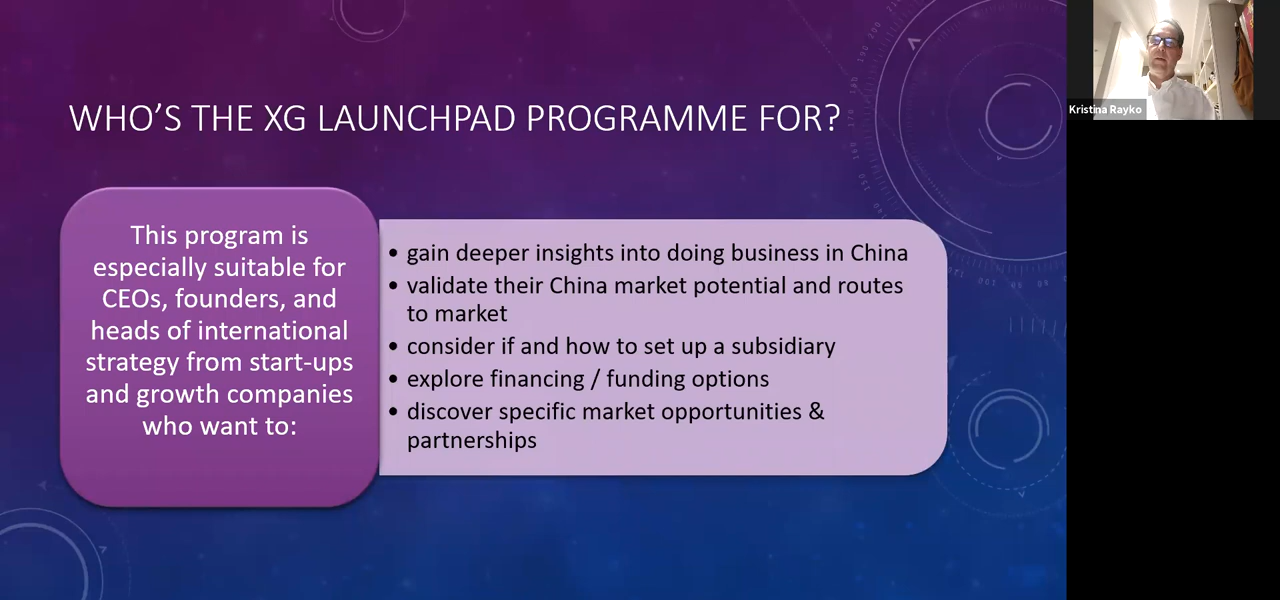 WHO'S THE XG LAUNCHPAD PROGRAMME FOR?
This program is
especially suitable for
CEOs, founders, and
heads of international
strategy from start-ups
and growth companies
who want to:
• gain deeper insights into doing business in China
• validate their China market potential and routes
to market
• consider if and how to set up a subsidiary
• explore financing / funding options
• discover specific market opportunities &
partnerships
Kristina Rayko